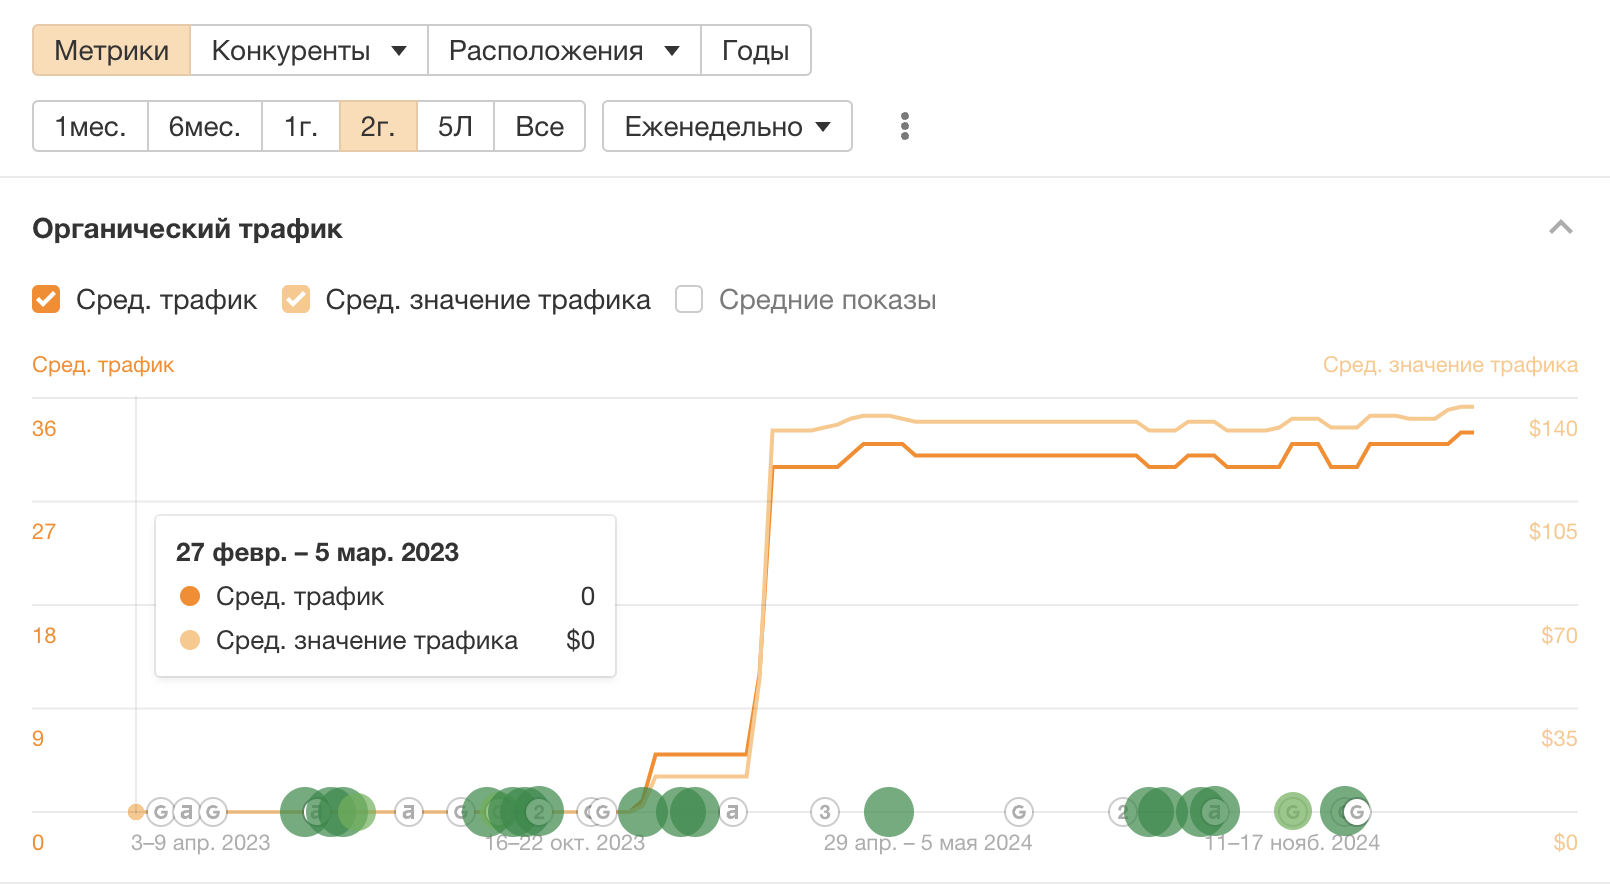 Метрики Конкуренты Расположения Годы
1мес. 6мес. 1г. 2г. 5Л Все Еженедельно
Органический трафик
Сред. трафик Сред. значение трафика Средние показы
Сред. трафик Сред. значение трафика
36 $140
27 $105
27 февр. – 5 мар. 2023
Сред. трафик 0
18 $70
Сред. значение трафика $0
9 $35
G a G a a G G 2 G G a 3 G 2 a G G
0 3–9 апр. 2023 16–22 окт. 2023 29 апр. – 5 мая 2024 11–17 нояб. 2024 $0